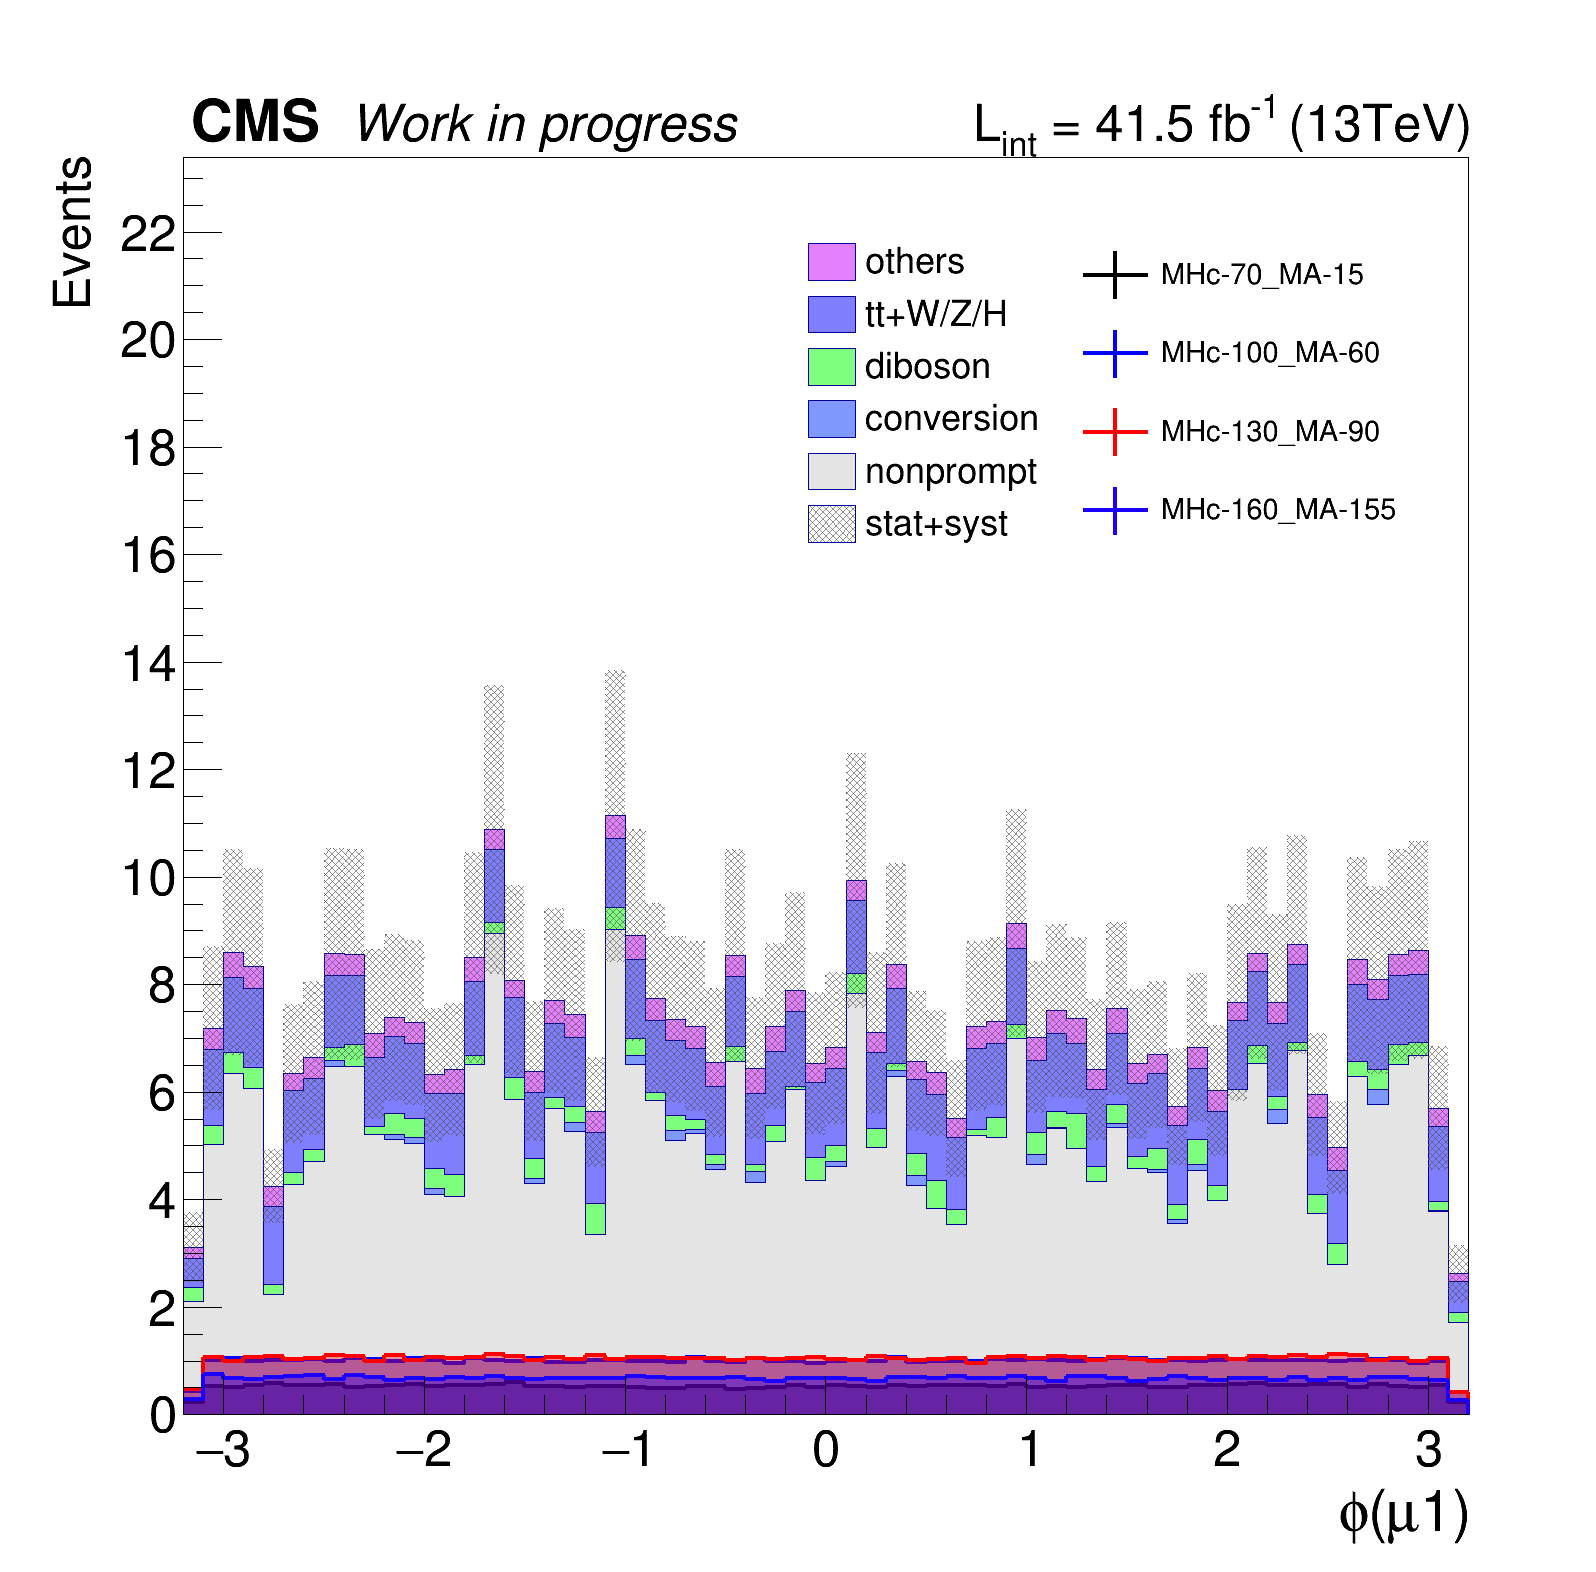 CMS Work in progress
L_int = 41.5 fb^-1 (13TeV)
Events
22
20
18
16
14
12
10
8
6
4
2
0
others
tt+W/Z/H
diboson
conversion
nonprompt
stat+syst
MHc-70_MA-15
MHc-100_MA-60
MHc-130_MA-90
MHc-160_MA-155
−3 −2 −1 0 1 2 3
ϕ(μ1)